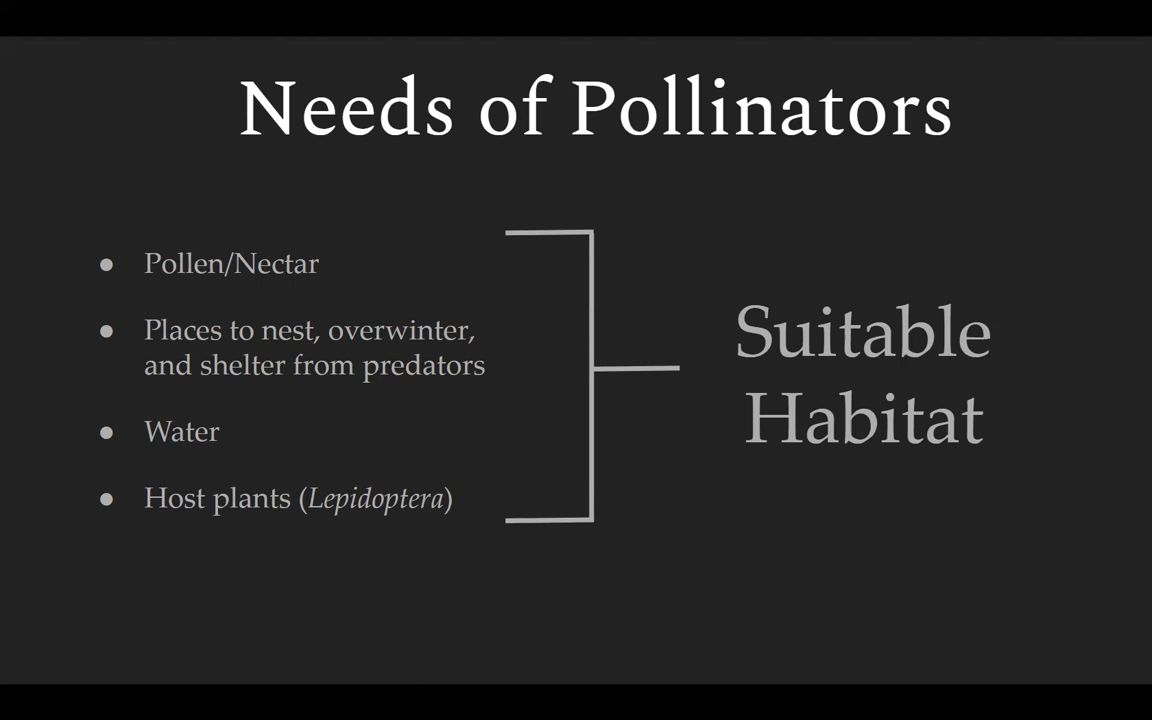 Needs of Pollinators
● Pollen/Nectar
● Places to nest, overwinter,
and shelter from predators
● Water
● Host plants (Lepidoptera)
Suitable
Habitat